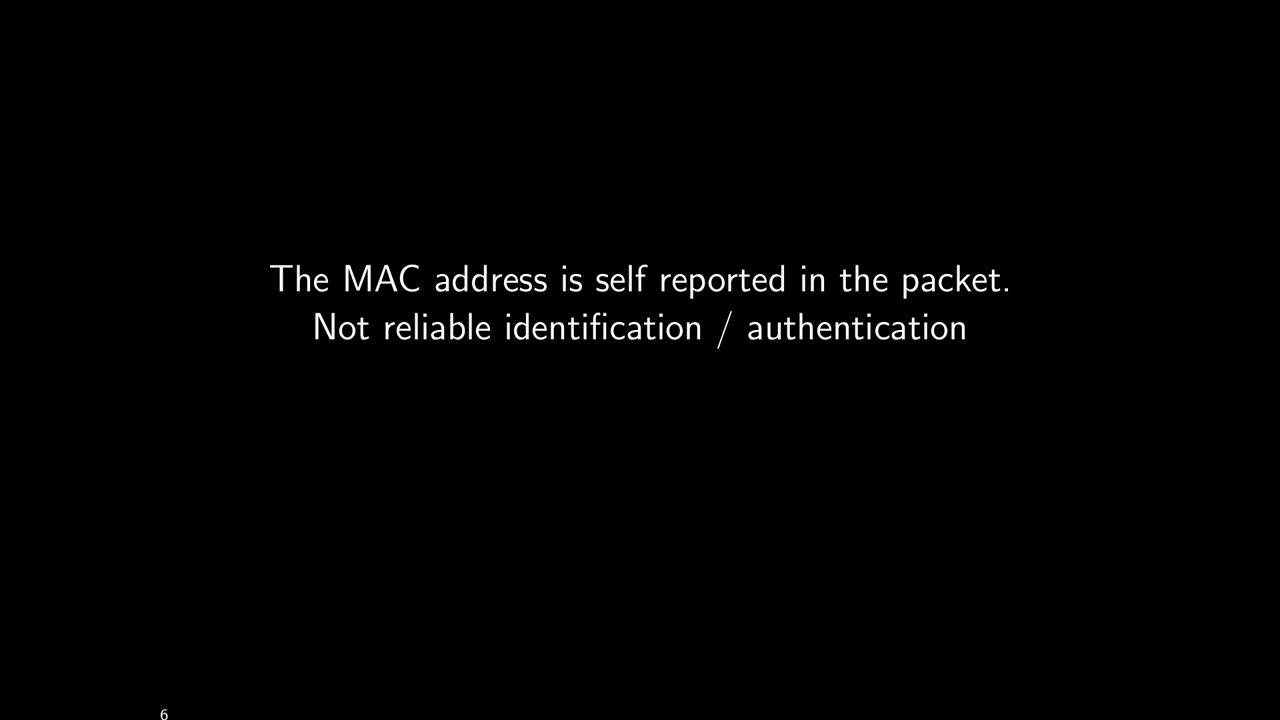 The MAC address is self reported in the packet.
Not reliable identification / authentication
6